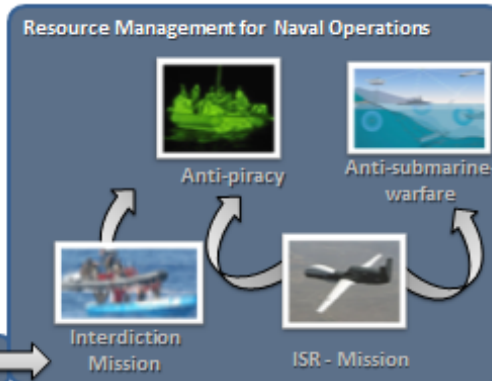 Resource Management for Naval Operations
Anti-piracy
Anti-submarine
warfare
Interdiction
Mission
ISR - Mission